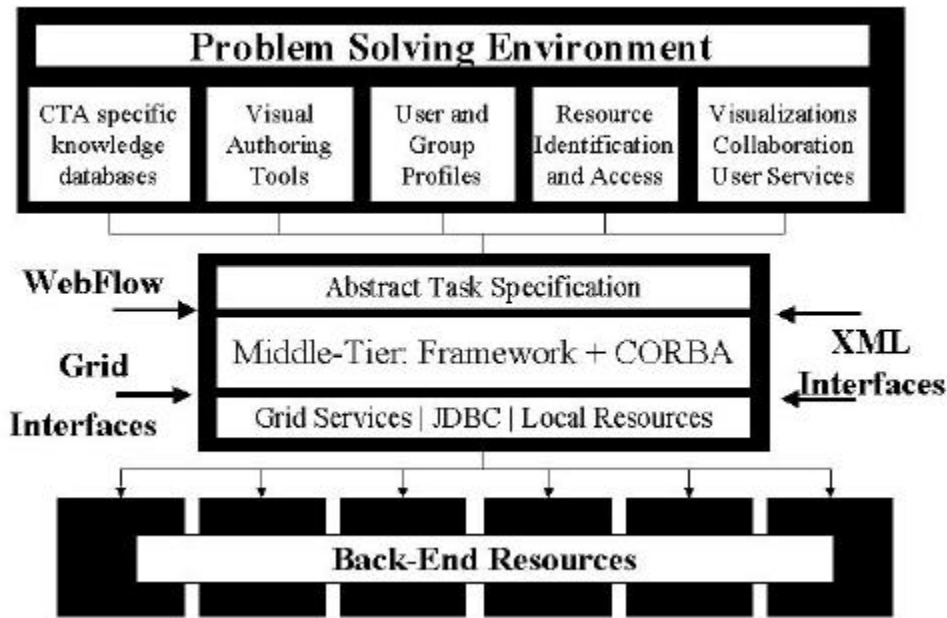 Problem Solving Environment
CTA specific
knowledge
databases
Visual
Authoring
Tools
User and
Group
Profiles
Resource
Identification
and Access
Visualizations
Collaboration
User Services
WebFlow
Abstract Task Specification
Middle-Tier: Framework + CORBA
Grid
Interfaces
XML
Interfaces
Grid Services | JDBC | Local Resources
Back-End Resources